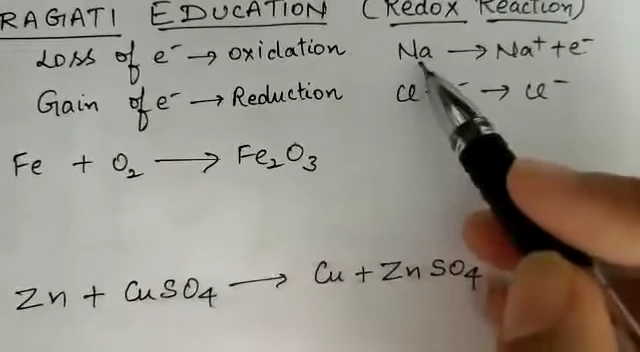 RAGATI EDUCATION (Redox Reaction)
Loss of e⁻ → oxidation Na → Na⁺ + e⁻
Gain of e⁻ → Reduction Cl ⁻ → Cl⁻
Fe + O₂ → Fe₂O₃
Zn + CuSO₄ → Cu + ZnSO₄